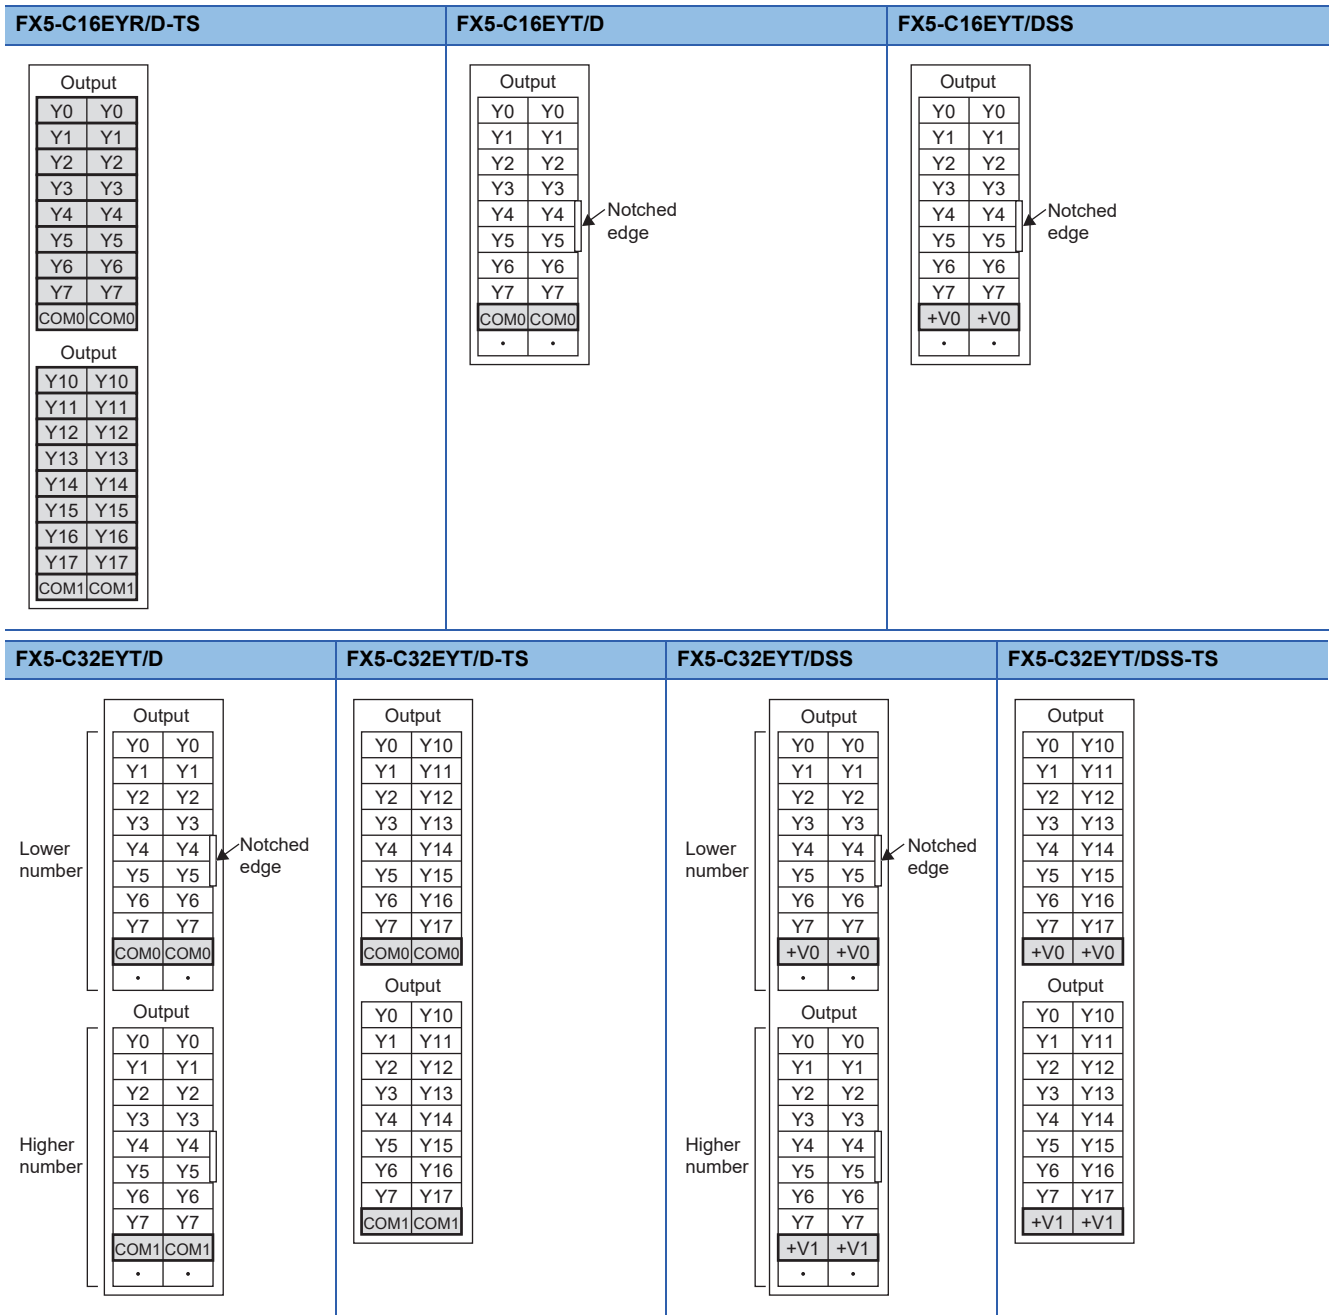 FX5-C16EYR/D-TS
Output
Y0 Y0
Y1 Y1
Y2 Y2
Y3 Y3
Y4 Y4
Y5 Y5
Y6 Y6
Y7 Y7
COM0 COM0
Output
Y10 Y10
Y11 Y11
Y12 Y12
Y13 Y13
Y14 Y14
Y15 Y15
Y16 Y16
Y17 Y17
COM1 COM1
FX5-C16EYT/D
Output
Y0 Y0
Y1 Y1
Y2 Y2
Y3 Y3
Y4 Y4
Y5 Y5
Y6 Y6
Y7 Y7
COM0 COM0
• •
Notched
edge
FX5-C16EYT/DSS
Output
Y0 Y0
Y1 Y1
Y2 Y2
Y3 Y3
Y4 Y4
Y5 Y5
Y6 Y6
Y7 Y7
+V0 +V0
• •
Notched
edge
FX5-C32EYT/D
Lower
number
Output
Y0 Y0
Y1 Y1
Y2 Y2
Y3 Y3
Y4 Y4
Y5 Y5
Y6 Y6
Y7 Y7
COM0 COM0
• •
Notched
edge
Higher
number
Output
Y0 Y0
Y1 Y1
Y2 Y2
Y3 Y3
Y4 Y4
Y5 Y5
Y6 Y6
Y7 Y7
COM1 COM1
• •
FX5-C32EYT/D-TS
Output
Y0 Y10
Y1 Y11
Y2 Y12
Y3 Y13
Y4 Y14
Y5 Y15
Y6 Y16
Y7 Y17
COM0 COM0
Output
Y0 Y10
Y1 Y11
Y2 Y12
Y3 Y13
Y4 Y14
Y5 Y15
Y6 Y16
Y7 Y17
COM1 COM1
FX5-C32EYT/DSS
Lower
number
Output
Y0 Y0
Y1 Y1
Y2 Y2
Y3 Y3
Y4 Y4
Y5 Y5
Y6 Y6
Y7 Y7
+V0 +V0
• •
Notched
edge
Higher
number
Output
Y0 Y0
Y1 Y1
Y2 Y2
Y3 Y3
Y4 Y4
Y5 Y5
Y6 Y6
Y7 Y7
+V1 +V1
• •
FX5-C32EYT/DSS-TS
Output
Y0 Y10
Y1 Y11
Y2 Y12
Y3 Y13
Y4 Y14
Y5 Y15
Y6 Y16
Y7 Y17
+V0 +V0
Output
Y0 Y10
Y1 Y11
Y2 Y12
Y3 Y13
Y4 Y14
Y5 Y15
Y6 Y16
Y7 Y17
+V1 +V1